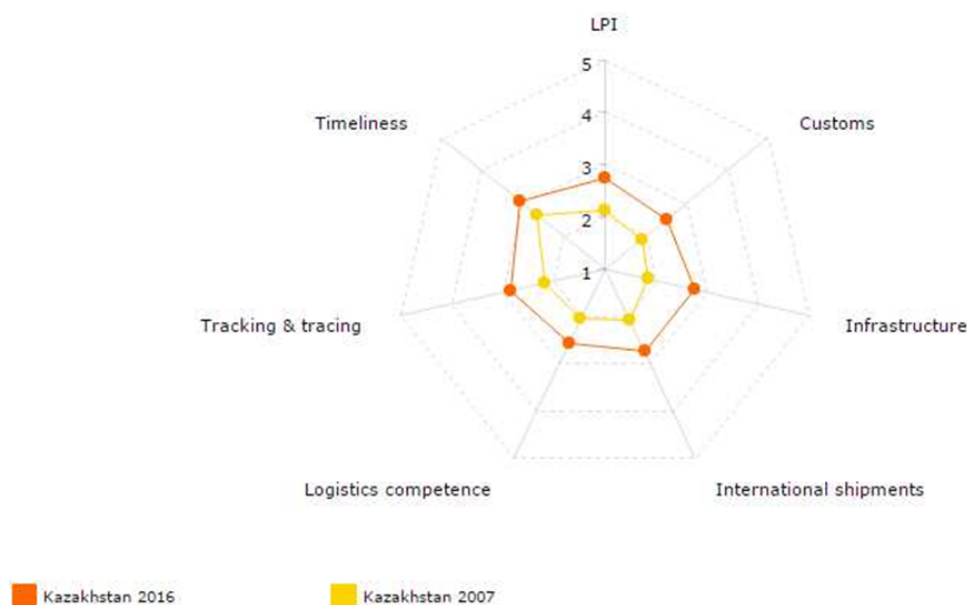 LPI
5
4
3
2
1
Timeliness
Customs
Tracking & tracing
Infrastructure
Logistics competence
International shipments
Kazakhstan 2016
Kazakhstan 2007